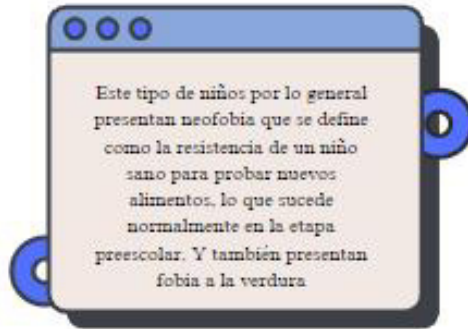 Este tipo de niños por lo general
presentan neofobia que se define
como la resistencia de un niño
sano para probar nuevos
alimentos, lo que sucede
normalmente en la etapa
preescolar. Y también presentan
fobia a la verdura